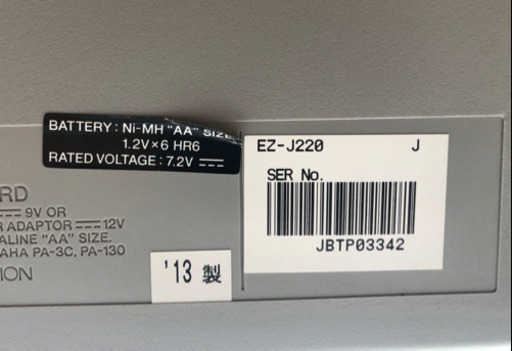 BATTERY : Ni-MH "AA" SIZE
1.2V×6 HR6
RATED VOLTAGE : 7.2V ⎓
EZ-J220 J
SER No.
JBTP03342
RD
⎓ 9V OR
R ADAPTOR ⎓ 12V
ALINE "AA" SIZE.
AHA PA-3C, PA-130
ION
'13 製